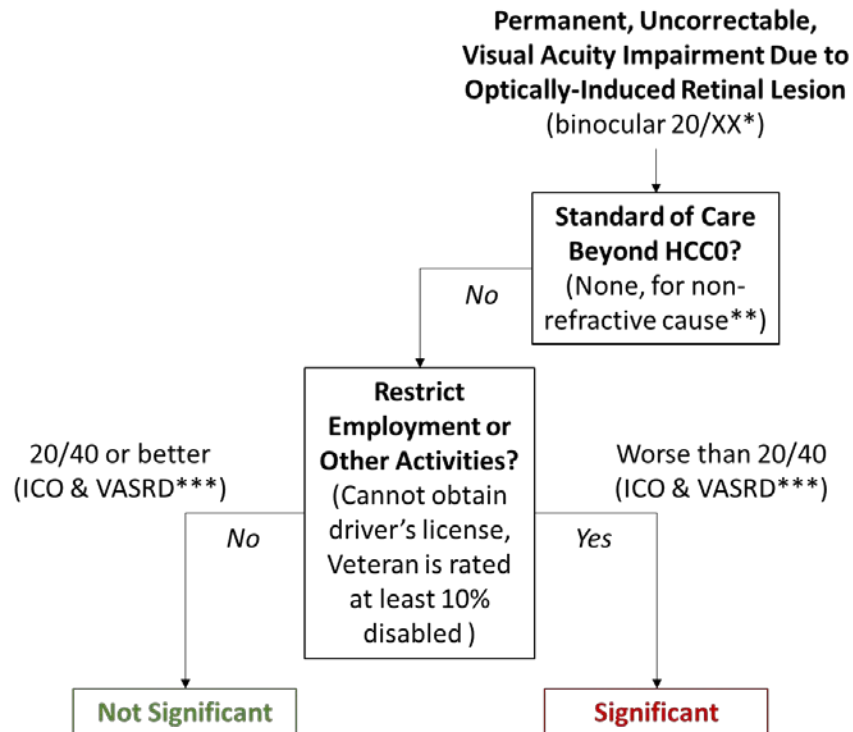 Permanent, Uncorrectable,
Visual Acuity Impairment Due to
Optically-Induced Retinal Lesion
(binocular 20/XX*)
Standard of Care
Beyond HCC0?
(None, for non-
refractive cause**)
No
Restrict
Employment or
Other Activities?
(Cannot obtain
driver's license,
Veteran is rated
at least 10%
disabled )
20/40 or better
(ICO & VASRD***)
No
Worse than 20/40
(ICO & VASRD***)
Yes
Not Significant
Significant